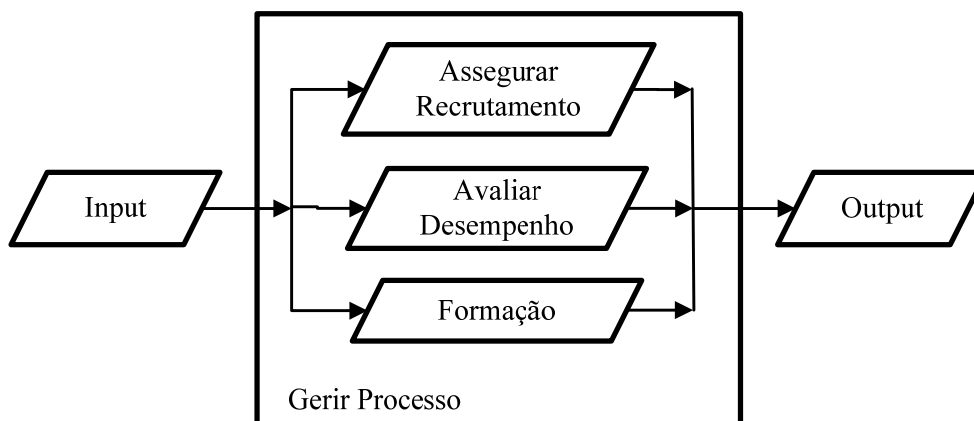 Assegurar
Recrutamento
Input
Avaliar
Desempenho
Output
Formação
Gerir Processo